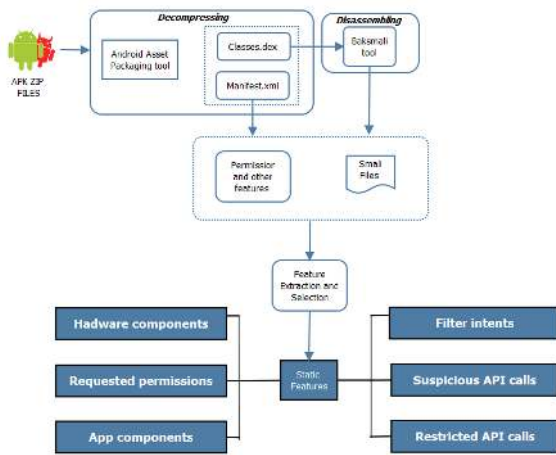 Decompressing
Disassembling
APK ZIP
FILES
Android Asset
Packaging tool
Classes.dex
Manifest.xml
Baksmali
tool
Permission
and other
features
Smali
Files
Feature
Extraction and
Selection
Hadware components
Requested permissions
App components
Static
Features
Filter intents
Suspicious API calls
Restricted API calls